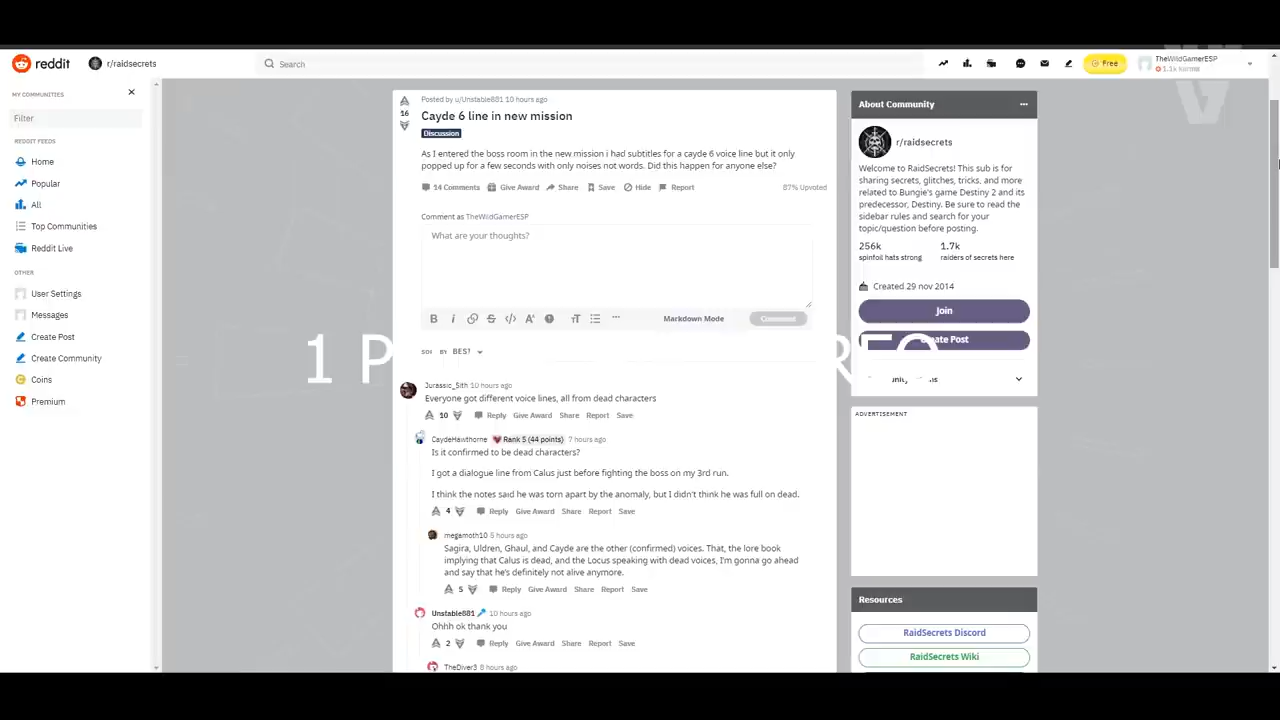 reddit
r/raidsecrets
Search
Free
TheWildGamerESP
1.1k karma
MY COMMUNITIES
Filter
REDDIT FEEDS
Home
Popular
All
Top Communities
Reddit Live
OTHER
User Settings
Messages
Create Post
Create Community
Coins
Premium
Posted by u/Unstable881 10 hours ago
16
Cayde 6 line in new mission
Discussion
As I entered the boss room in the new mission i had subtitles for a cayde 6 voice line but it only
popped up for a few seconds with only noises not words. Did this happen for anyone else?
14 Comments Give Award Share Save Hide Report 87% Upvoted
Comment as TheWildGamerESP
What are your thoughts?
B i Markdown Mode Comment
BY BEST
1 P
Jurassic_Sith 10 hours ago
Everyone got different voice lines, all from dead characters
10 Reply Give Award Share Report Save
CaydeHawthorne Rank 5 (44 points) 7 hours ago
Is it confirmed to be dead characters?
I got a dialogue line from Calus just before fighting the boss on my 3rd run.
I think the notes said he was torn apart by the anomaly, but I didn't think he was full on dead.
4 Reply Give Award Share Report Save
megamoth10 5 hours ago
Sagira, Uldren, Ghaul, and Cayde are the other (confirmed) voices. That, the lore book
implying that Calus is dead, and the Locus speaking with dead voices, I'm gonna go ahead
and say that he's definitely not alive anymore.
5 Reply Give Award Share Report Save
Unstable881 10 hours ago
Ohhh ok thank you
2 Reply Give Award Share Report Save
TheDiver3 8 hours ago
About Community
r/raidsecrets
Welcome to RaidSecrets! This sub is for
sharing secrets, glitches, tricks, and more
related to Bungie's game Destiny 2 and its
predecessor, Destiny. Be sure to read the
sidebar rules and search for your
topic/question before posting.
256k 1.7k
spinfoil hats strong raiders of secrets here
Created 29 nov 2014
Join
Post
ADVERTISEMENT
Resources
RaidSecrets Discord
RaidSecrets Wiki